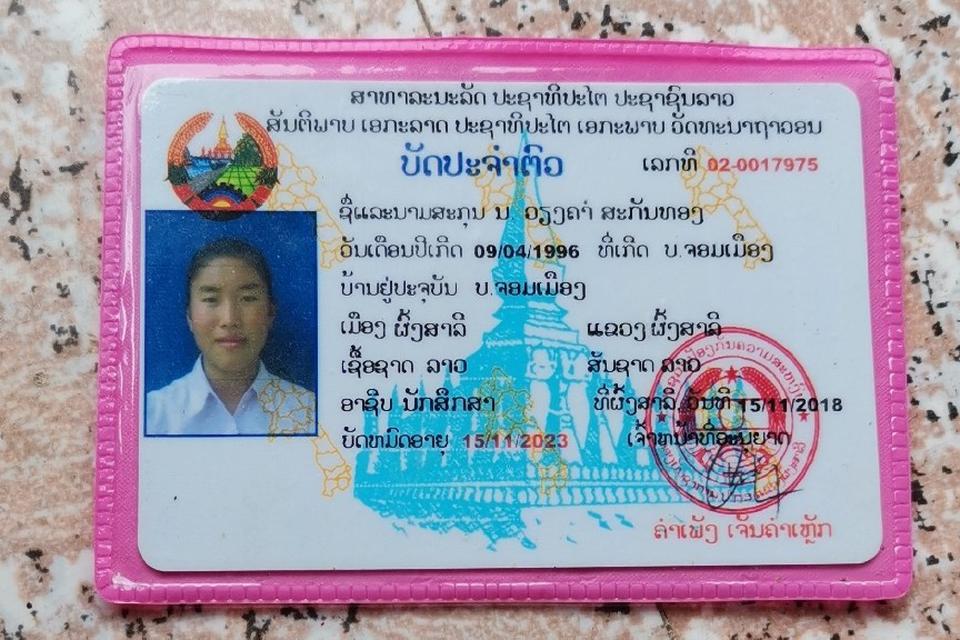 ສາທາລະນະລັດ ປະຊາທິປະໄຕ ປະຊາຊົນລາວ
ສັນຕິພາບ ເອກະລາດ ປະຊາທິປະໄຕ ເອກະພາບ ວັດທະນາຖາວອນ
ບັດປະຈຳຕົວ ເລກທີ 02-0017975
ຊື່ແລະນາມສະກຸນ ນ ວຽງຄຳ ສະກັນທອງ
ວັນເດືອນປີເກີດ 09/04/1996 ທີ່ເກີດ ບ.ຈອມເມືອງ
ບ້ານຢູ່ປະຈຸບັນ ບ.ຈອມເມືອງ
ເມືອງ ຜົ້ງສາລີ ແຂວງ ຜົ້ງສາລີ
ເຊື້ອຊາດ ລາວ ສັນຊາດ ລາວ
ອາຊີບ ນັກສຶກສາ ທີ່ຜົ້ງສາລີ ວັນທີ 15/11/2018
ບັດຫມົດອາຍຸ 15/11/2023 ເຈົ້າຫນ້າທີ່ອະນຸຍາດ
ຄຳເພັງ ເຈັນຄຳເຫຼັກ